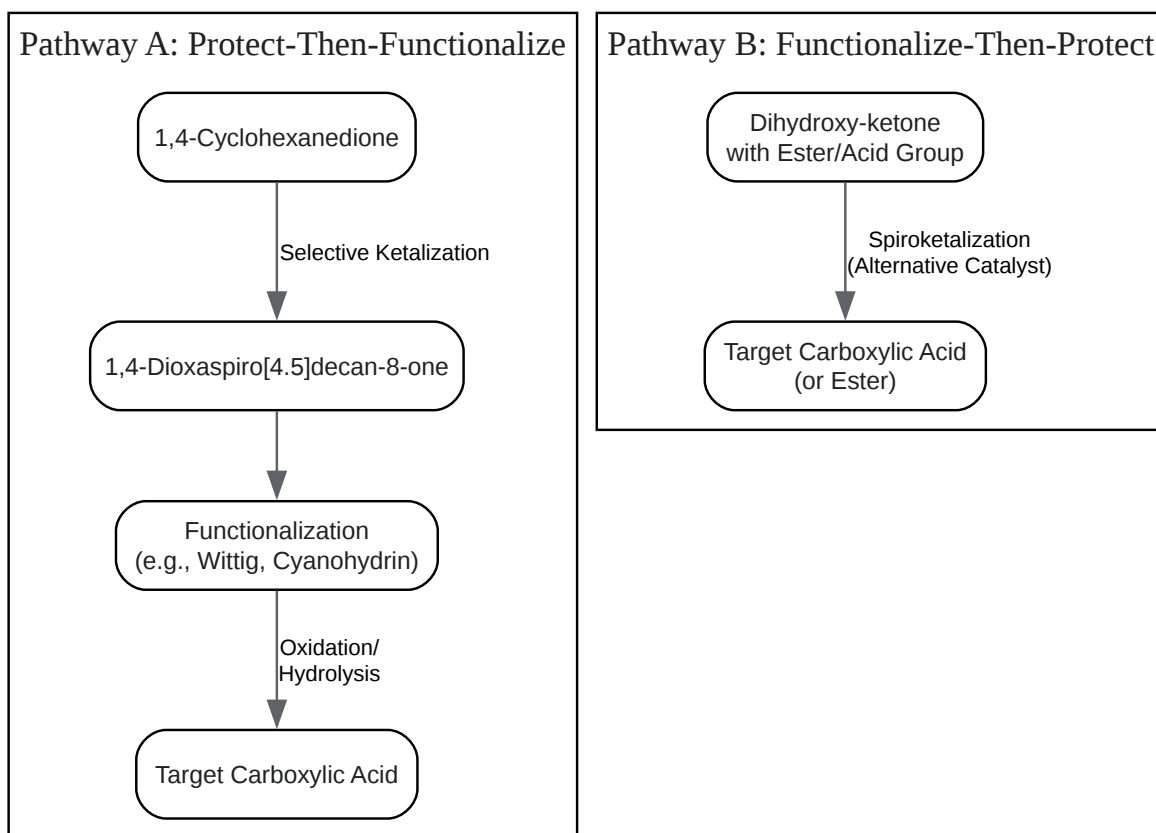 Pathway A: Protect-Then-Functionalize
1,4-Cyclohexanedione
Selective Ketalization
1,4-Dioxaspiro[4.5]decan-8-one
Functionalization
(e.g., Wittig, Cyanohydrin)
Oxidation/
Hydrolysis
Target Carboxylic Acid
Pathway B: Functionalize-Then-Protect
Dihydroxy-ketone
with Ester/Acid Group
Spiroketalization
(Alternative Catalyst)
Target Carboxylic Acid
(or Ester)